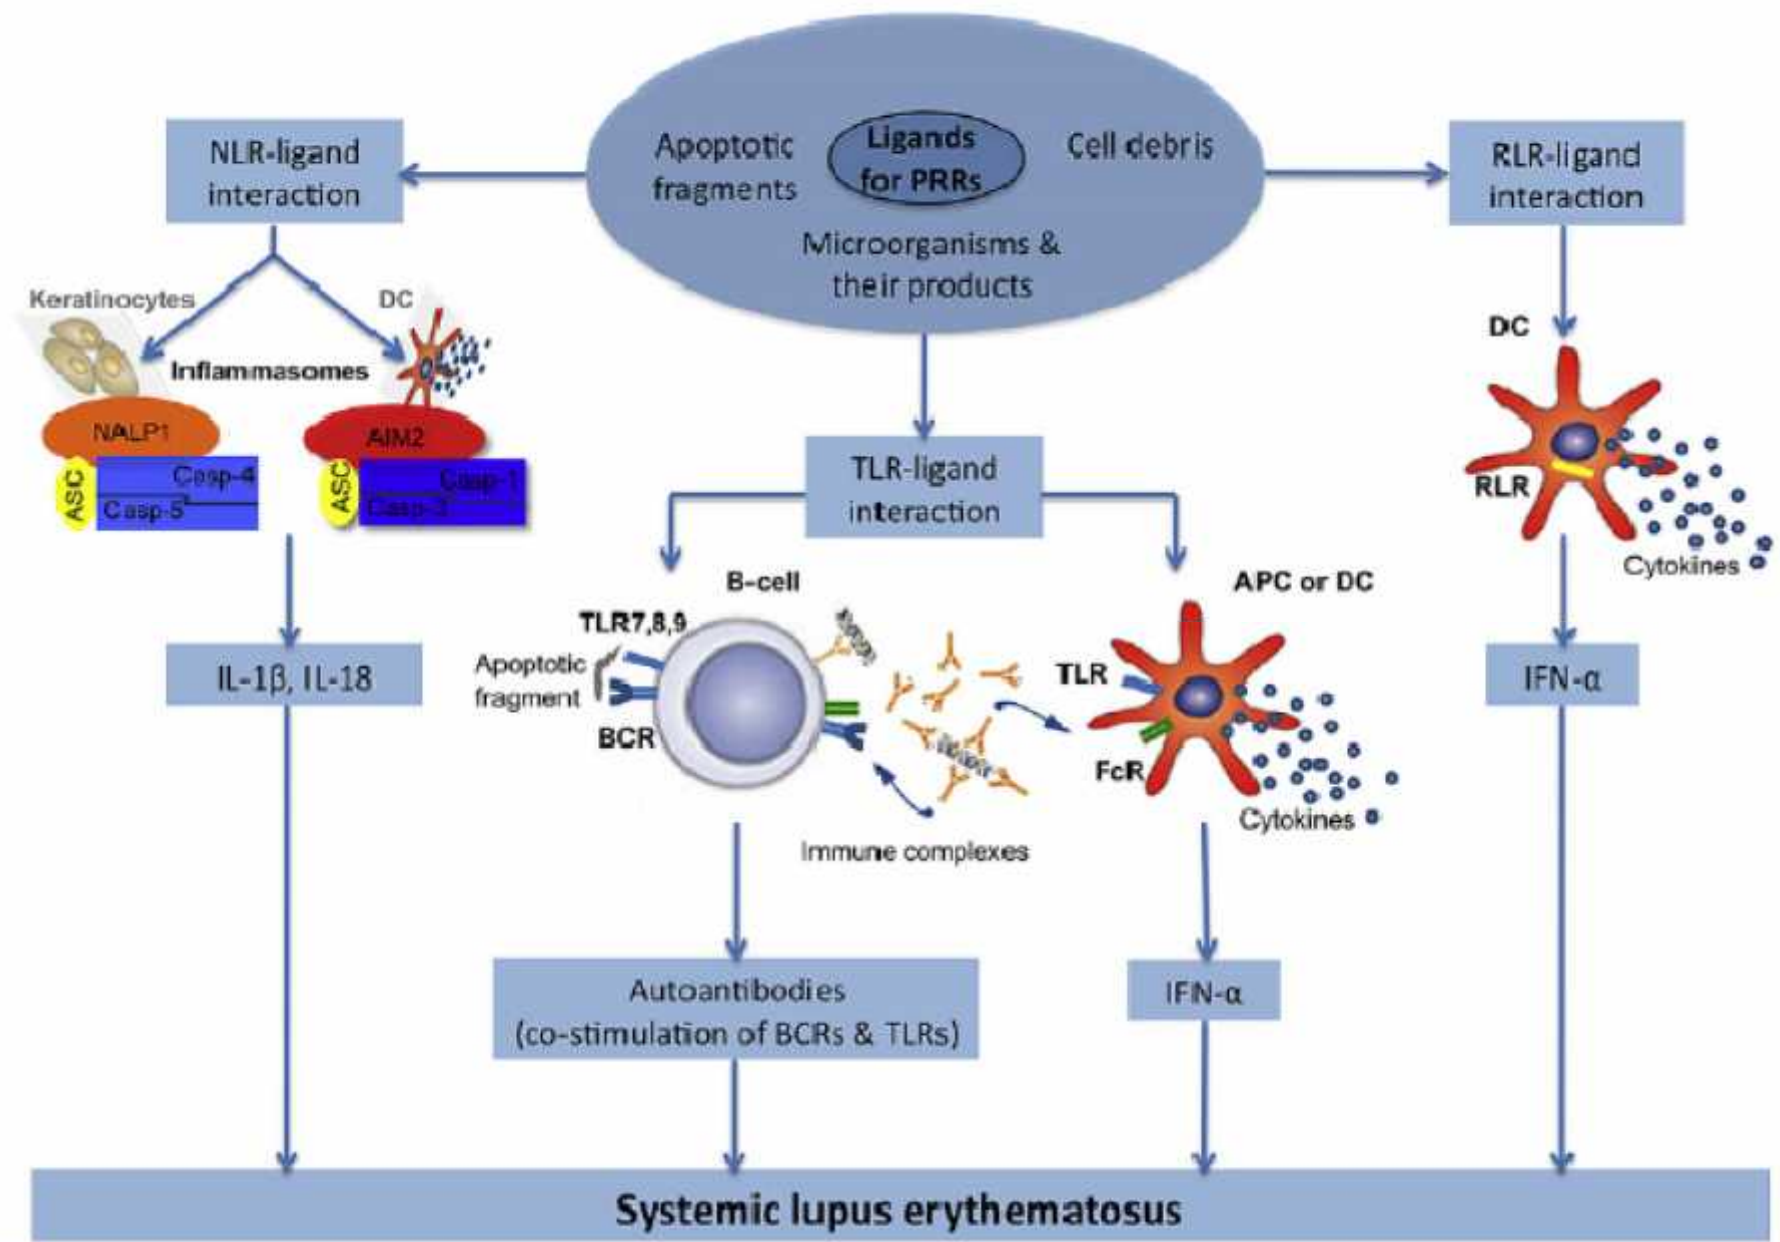 Apoptotic
fragments
Ligands
for PRRs
Cell debris
Microorganisms &
their products
NLR-ligand
interaction
RLR-ligand
interaction
Keratinocytes
DC
Inflammasomes
NALP1
ASC
Casp-4
Casp-5
AIM2
ASC
Casp-1
DC
RLR
Cytokines
TLR-ligand
interaction
B-cell
TLR7,8,9
Apoptotic
fragment
BCR
Immune complexes
APC or DC
TLR
FcR
Cytokines
IL-1β, IL-18
IFN-α
Autoantibodies
(co-stimulation of BCRs & TLRs)
IFN-α
Systemic lupus erythematosus